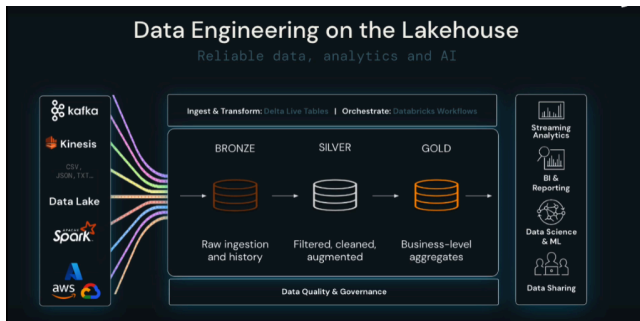 Data Engineering on the Lakehouse
Reliable data, analytics and AI
kafka
Kinesis
CSV,
JSON,TXT...
Data Lake
APACHE
Spark
aws
Ingest & Transform: Delta Live Tables | Orchestrate: Databricks Workflows
BRONZE
SILVER
GOLD
Raw ingestion
and history
Filtered, cleaned,
augmented
Business-level
aggregates
Data Quality & Governance
Streaming
Analytics
BI &
Reporting
Data Science
& ML
Data Sharing